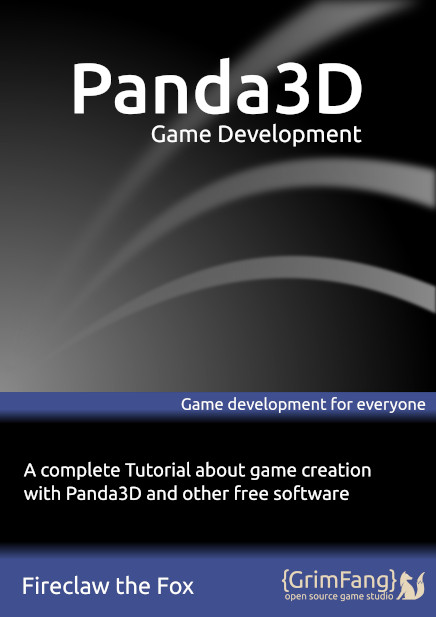 Panda3D
Game Development
Game development for everyone
A complete Tutorial about game creation
with Panda3D and other free software
Fireclaw the Fox
{GrimFang}
open source game studio